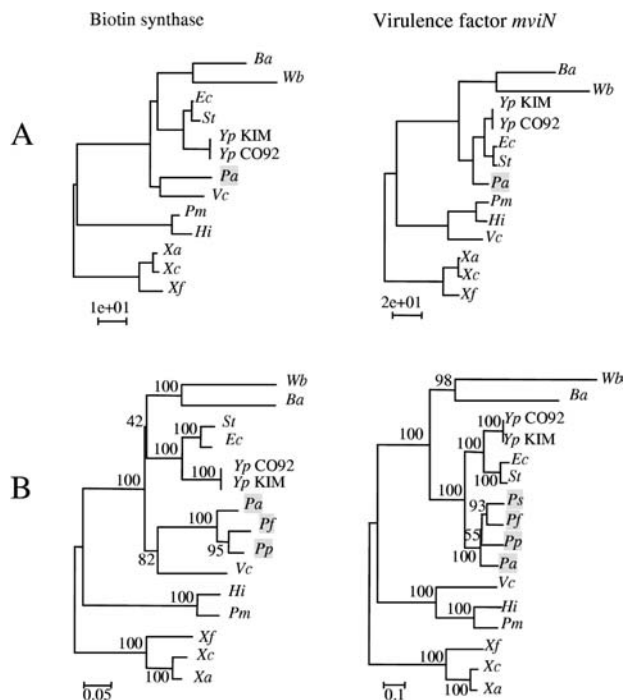 Biotin synthase
Virulence factor mviN
A
Ba
Wb
Ec
St
Yp KIM
Yp CO92
Pa
Vc
Pm
Hi
Xa
Xc
Xf
1e+01
Ba
Wb
Yp KIM
Yp CO92
Ec
St
Pa
Pm
Hi
Vc
Xa
Xc
Xf
2e+01
B
100
Wb
Ba
42
St
100
Ec
100
Yp CO92
Yp KIM
100
Pa
100
Pf
95
Pp
82
Vc
100
Hi
Pm
100
Xf
Xc
100
Xa
0.05
98
Wb
Ba
100
100
Yp CO92
Yp KIM
100
Ec
100
St
100
93
Ps
Pf
55
Pp
100
Pa
Vc
100
Hi
100
Pm
Xf
100
Xc
100
Xa
0.1